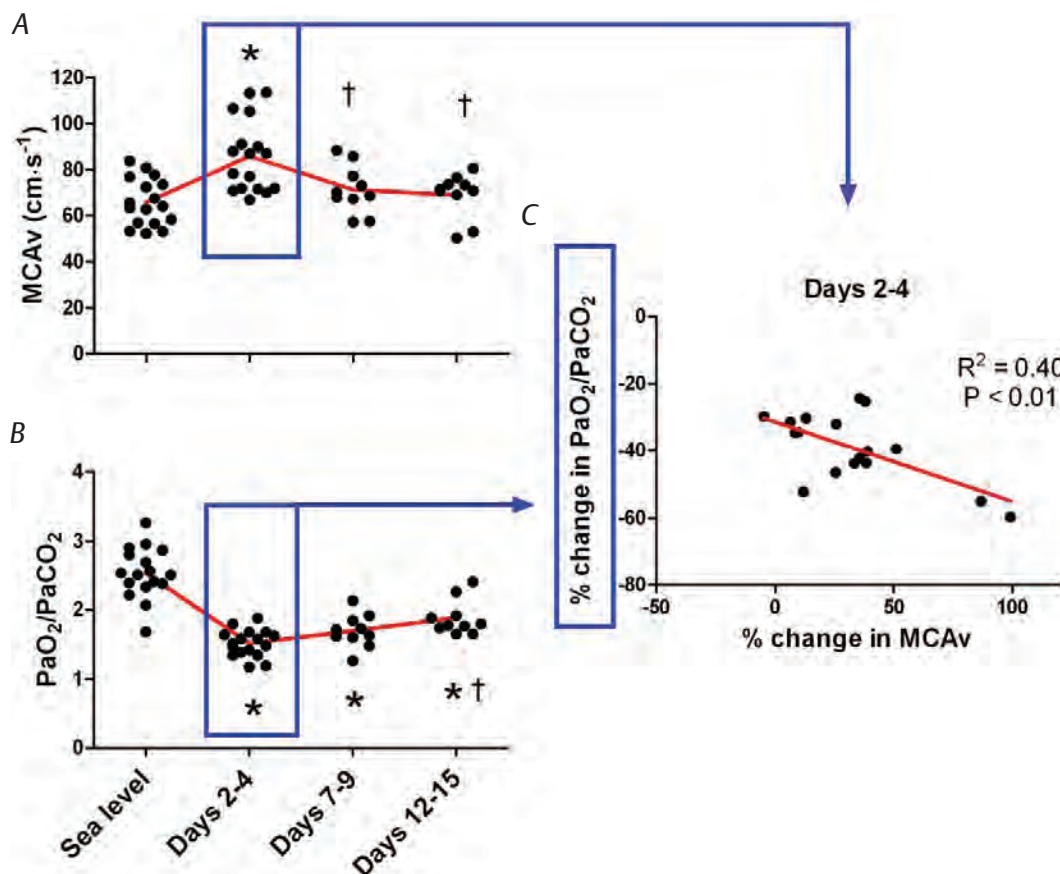 A
*
†
†
120
100
80
60
40
20
0
MCAv (cm·s⁻¹)
B
4
3
2
1
0
PaO₂/PaCO₂
*
*
* †
Sea level
Days 2-4
Days 7-9
Days 12-15
C
% change in PaO₂/PaCO₂
Days 2-4
-0
-20
-40
-60
-80
R² = 0.40
P < 0.01
-50
0
50
100
% change in MCAv